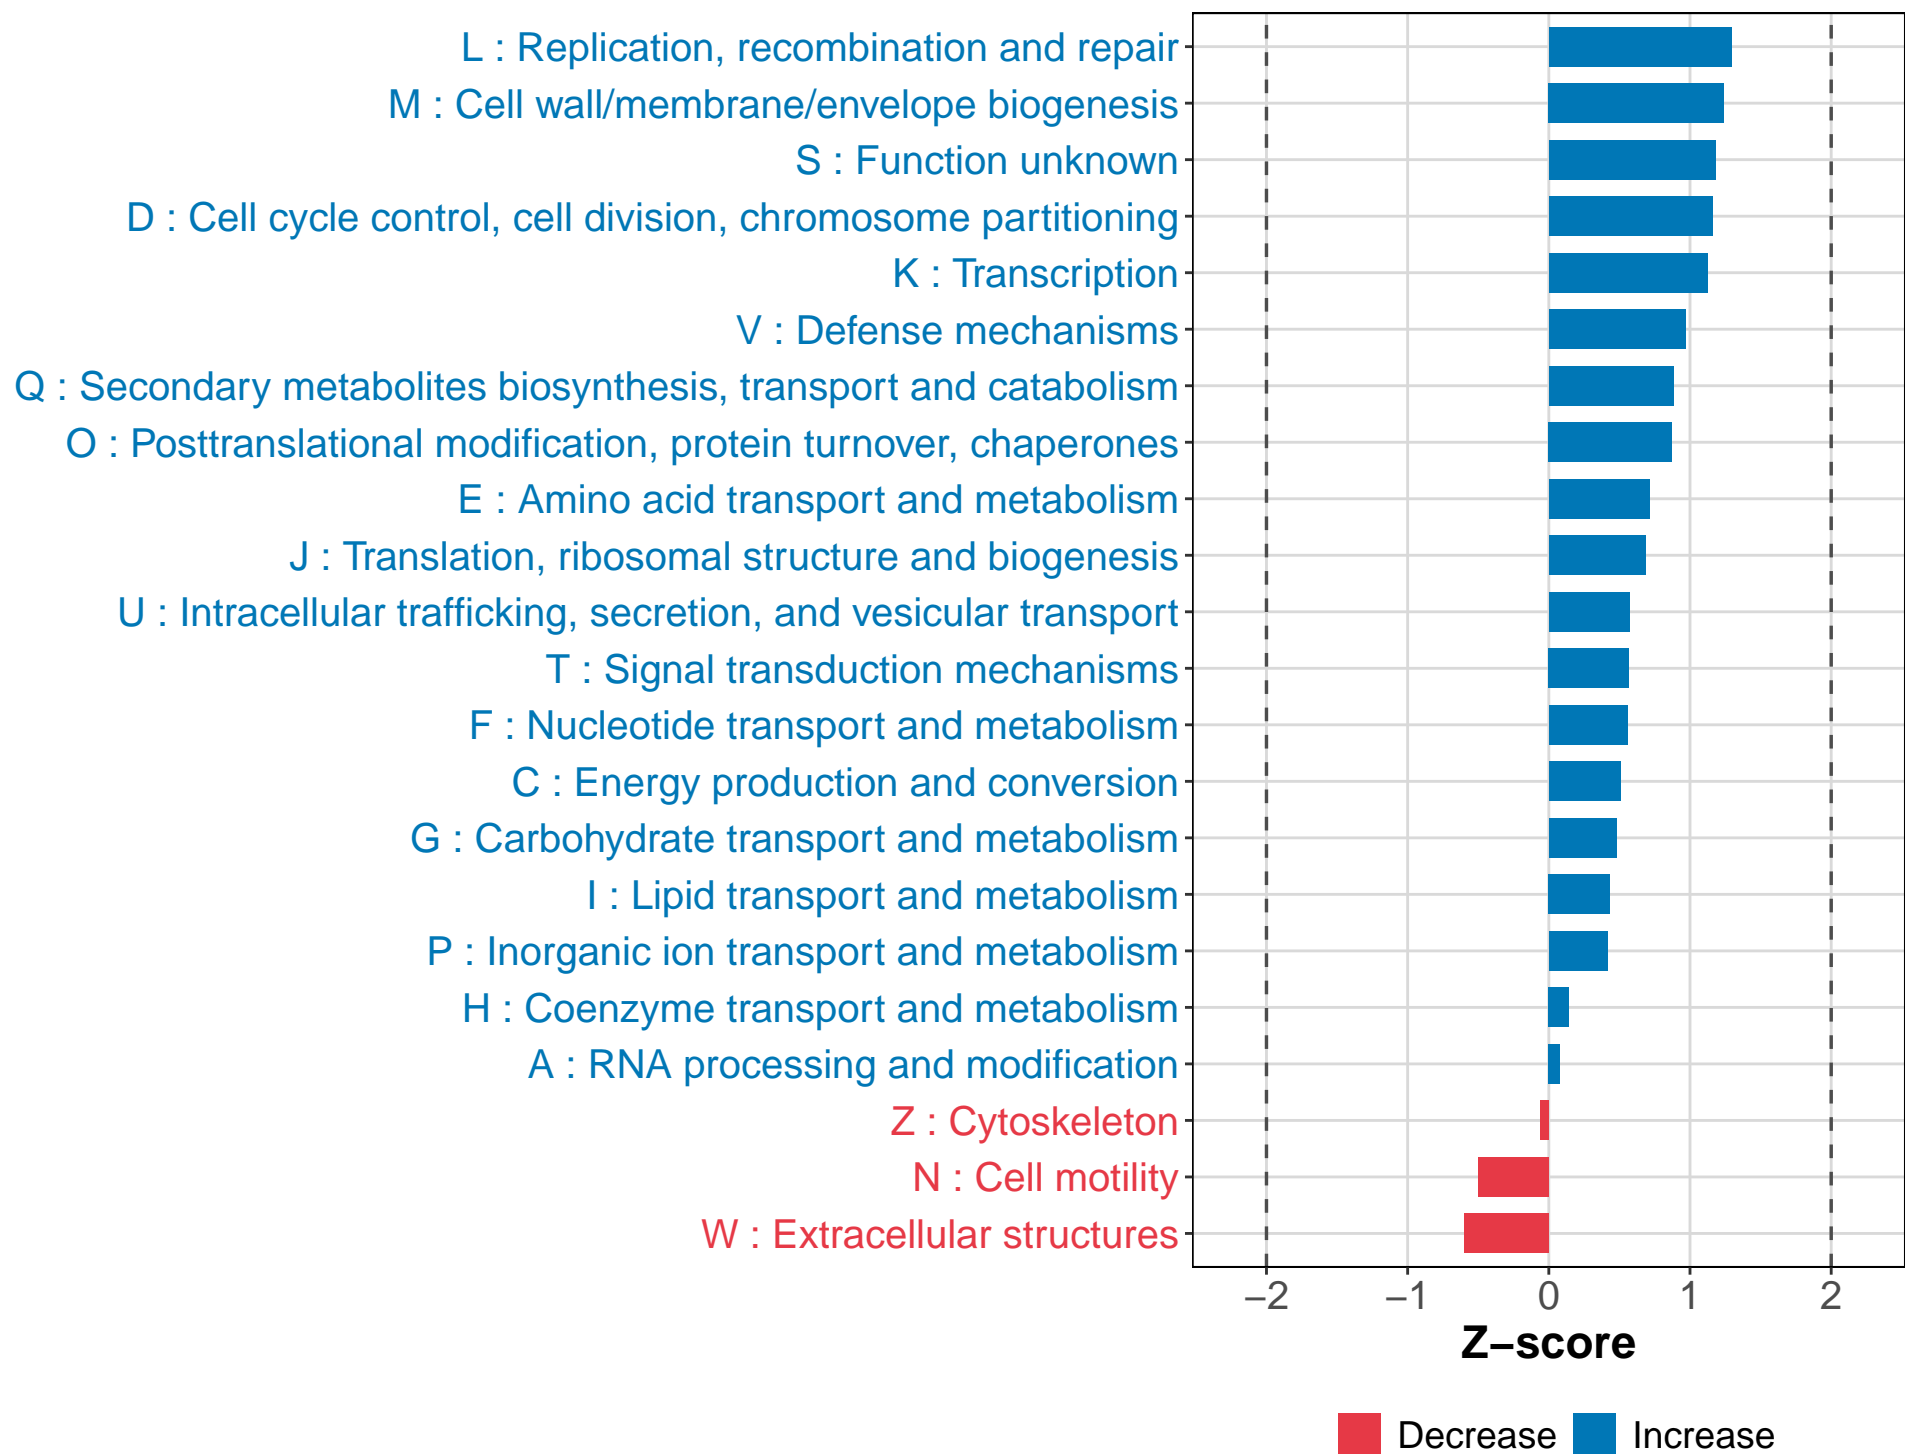 L : Replication, recombination and repair
M : Cell wall/membrane/envelope biogenesis
S : Function unknown
D : Cell cycle control, cell division, chromosome partitioning
K : Transcription
V : Defense mechanisms
Q : Secondary metabolites biosynthesis, transport and catabolism
O : Posttranslational modification, protein turnover, chaperones
E : Amino acid transport and metabolism
J : Translation, ribosomal structure and biogenesis
U : Intracellular trafficking, secretion, and vesicular transport
T : Signal transduction mechanisms
F : Nucleotide transport and metabolism
C : Energy production and conversion
G : Carbohydrate transport and metabolism
I : Lipid transport and metabolism
P : Inorganic ion transport and metabolism
H : Coenzyme transport and metabolism
A : RNA processing and modification
Z : Cytoskeleton
N : Cell motility
W : Extracellular structures
−2 −1 0 1 2
Z−score
Decrease Increase